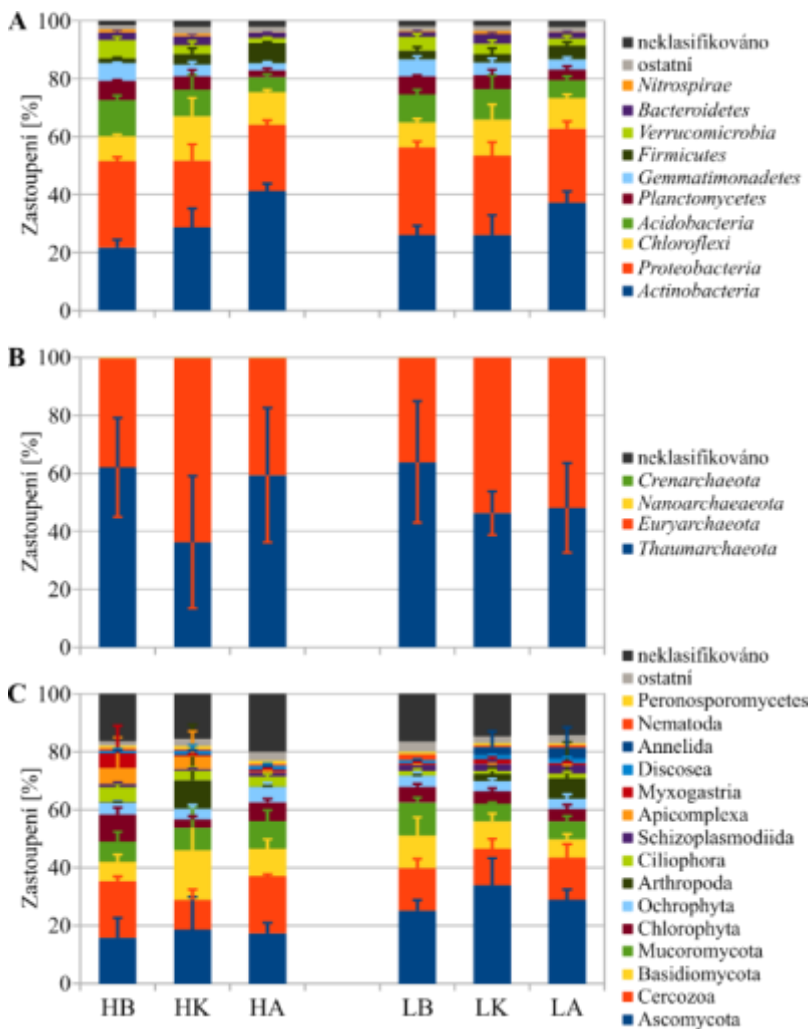 A
Zastoupení [%]
100
80
60
40
20
0
neklasifikováno
ostatní
Nitrospirae
Bacteroidetes
Verrucomicrobia
Firmicutes
Gemmatimonadetes
Planctomycetes
Acidobacteria
Chloroflexi
Proteobacteria
Actinobacteria
B
Zastoupení [%]
100
80
60
40
20
0
neklasifikováno
Crenarchaeota
Nanoarchaeaeota
Euryarchaeota
Thaumarchaeota
C
Zastoupení [%]
100
80
60
40
20
0
HB HK HA LB LK LA
neklasifikováno
ostatní
Peronosporomycetes
Nematoda
Annelida
Discosea
Myxogastria
Apicomplexa
Schizoplasmodiida
Ciliophora
Arthropoda
Ochrophyta
Chlorophyta
Mucoromycota
Basidiomycota
Cercozoa
Ascomycota